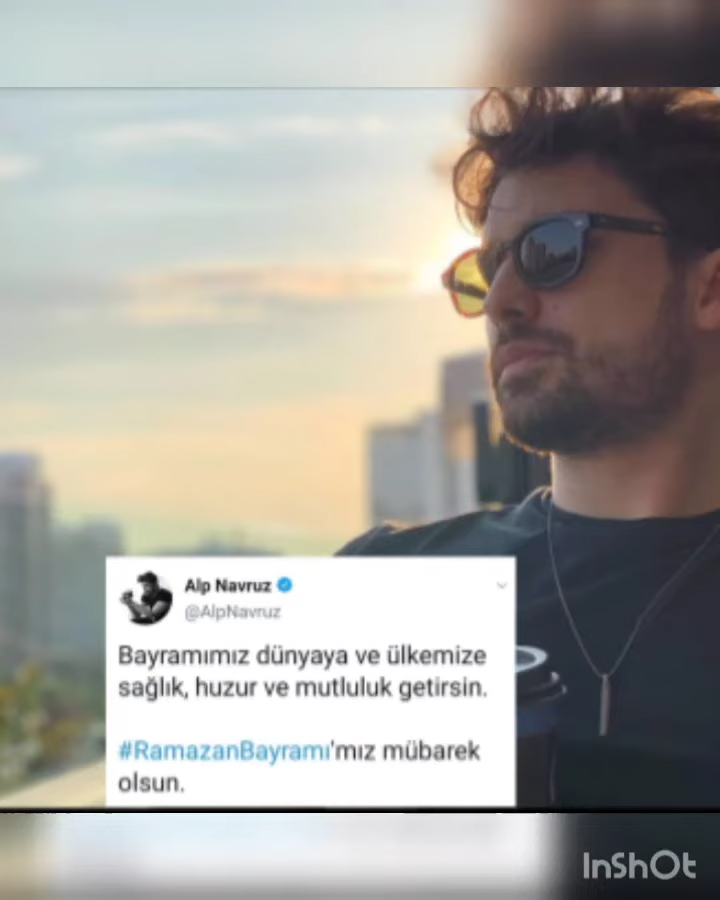 Alp Navruz
@AlpNavruz
Bayramımız dünyaya ve ülkemize
sağlık, huzur ve mutluluk getirsin.
#RamazanBayramı'mız mübarek
olsun.
InShOt